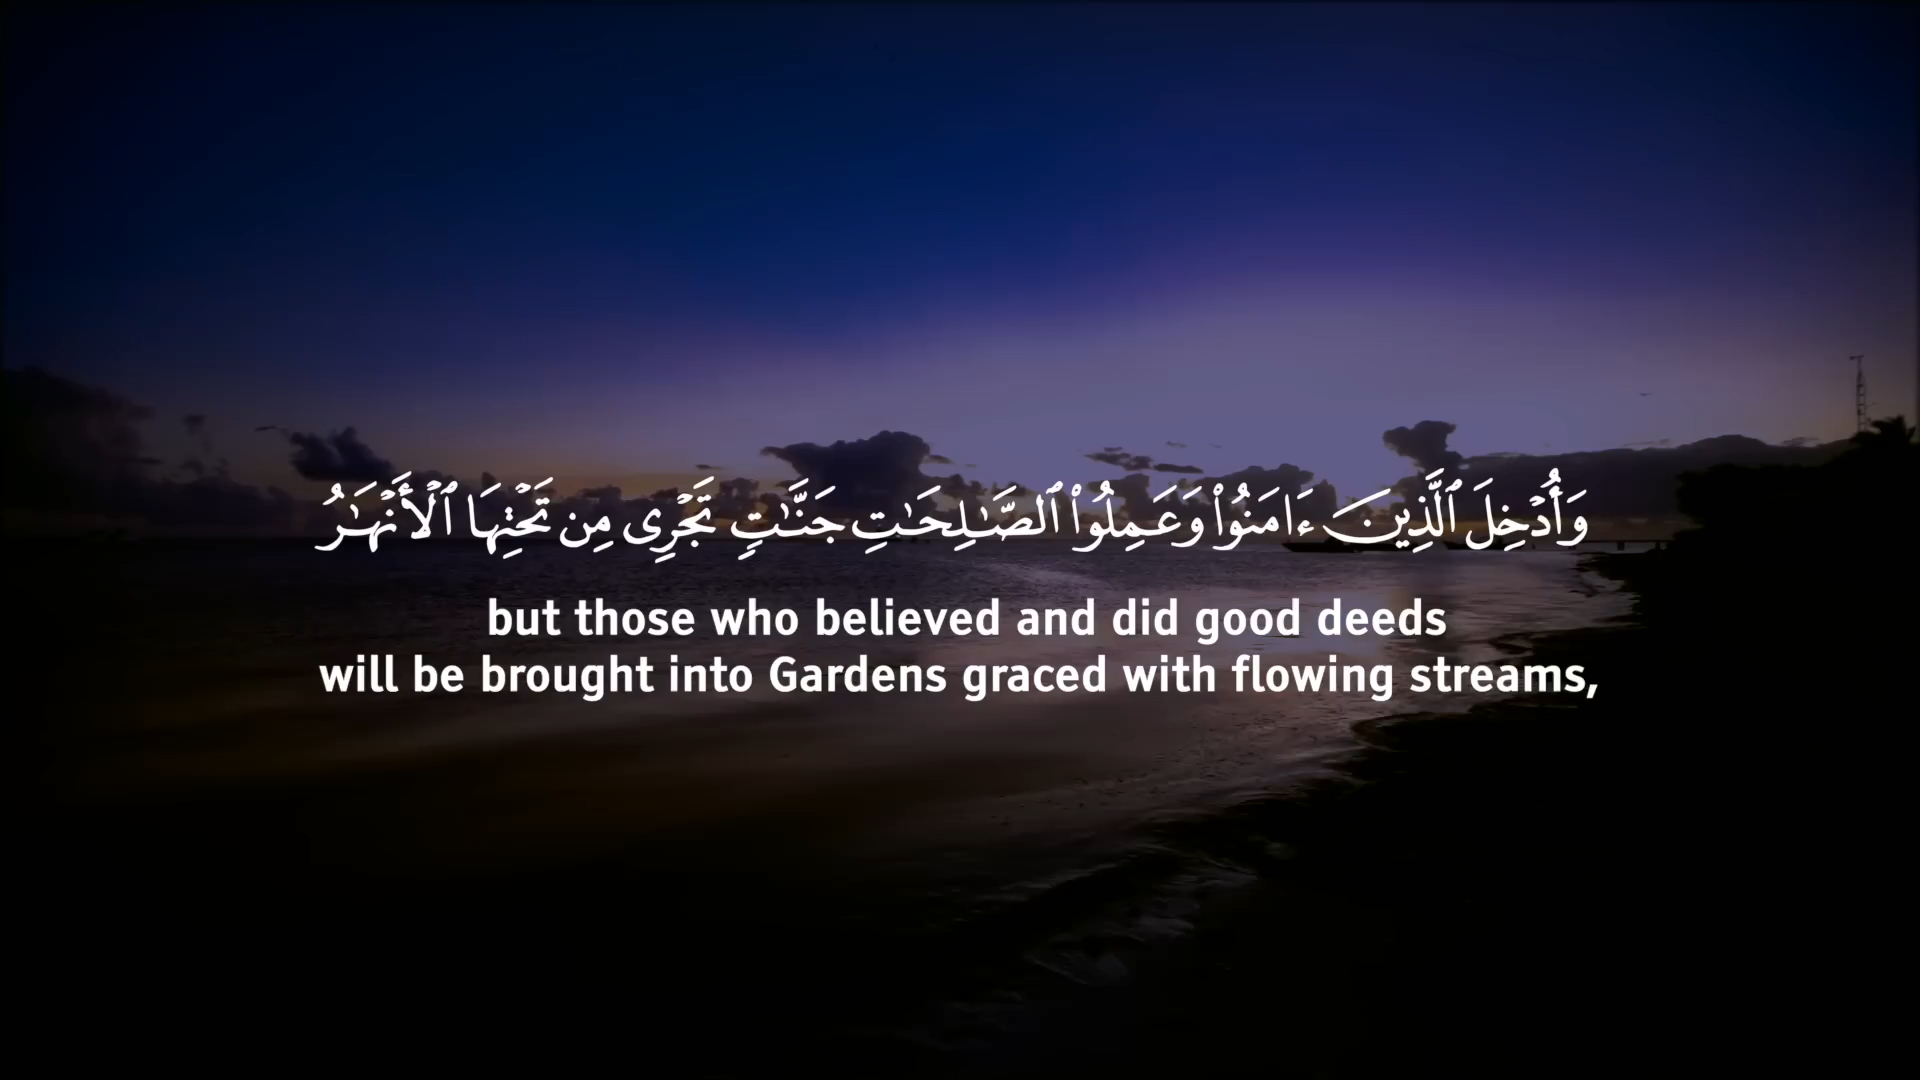 وَأُدْخِلَ ٱلَّذِينَ ءَامَنُوا۟ وَعَمِلُوا۟ ٱلصَّـٰلِحَـٰتِ جَنَّـٰتٍ تَجْرِى مِن تَحْتِهَا ٱلْأَنْهَـٰرُ
but those who believed and did good deeds
will be brought into Gardens graced with flowing streams,